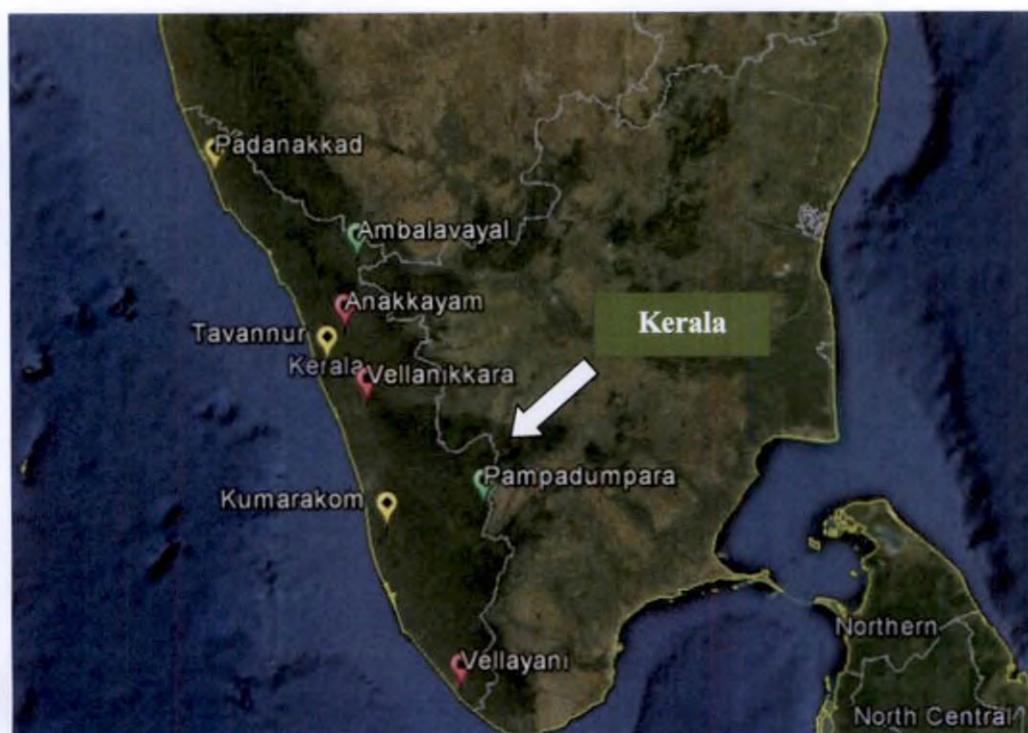 Padanakkad
Ambalavayal
Anakkayam
Kerala
Tavannur
Kerala
Vellanikkara
Pampadumpara
Kumarakom
Northern
Vellayani
North Central